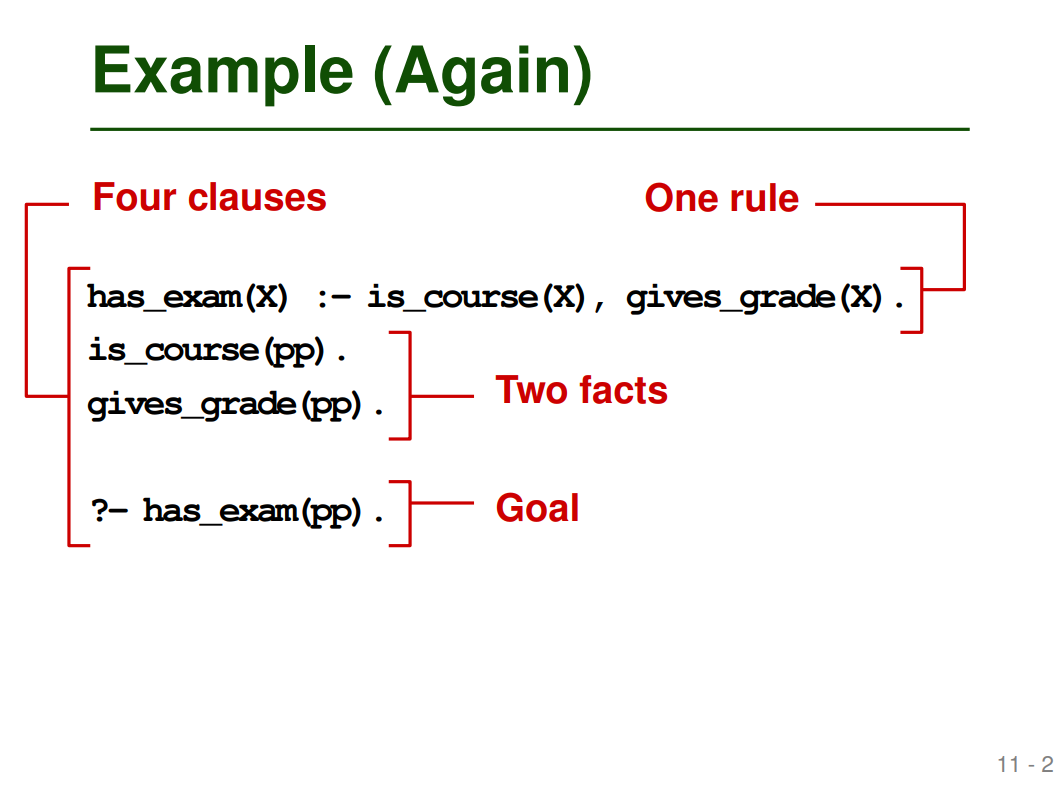 Example (Again)
Four clauses
One rule
has_exam(X) :- is_course(X), gives_grade(X).
is_course(pp).
gives_grade(pp).
Two facts
?- has_exam(pp).
Goal
11 - 2